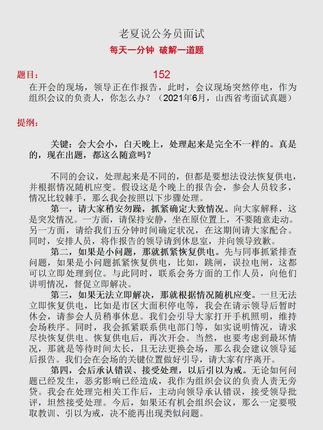 老夏说公务员面试
每天一分钟 破解一道题
题目： 152
在开会的现场，领导正在作报告，此时，会议现场突然停电，作为
组织会议的负责人，你怎么办？（2021年6月，山西省考面试真题）
提纲：
关键：会大会小，白天晚上，处理起来是完全不一样的。真是
的，现在出题，都这么随意吗？
不同的会议，处理起来是不同的，但都是要想法设法恢复供电，
并根据情况随机应变。假设这是个晚上的报告会，参会人员较多，
情况比较棘手，那么我会按照以下步骤处理。
第一，请大家稍安勿躁，抓紧确定大致情况。向大家解释，这
是突发情况。一方面，请保持安静，坐在原位置上，不要随意走动。
另一方面，请给我们五分钟时间确定状况，在这期间请大家配合。
同时，安排人员，将作报告的领导请到休息室，并向领导致歉。
第二，如果是小问题，那就抓紧恢复供电。先与同事抓紧排查
问题，如果是小问题抓紧恢复供电，比如，跳闸，误拉电闸，这都
可以立即处理到位。与此同时，联系会务方面的工作人员，向他们
讲明情况，督促立即解决。
第三，如果无法立即解决，那就根据情况随机应变。一旦无法
立即恢复供电，比如是市区大面积停电等，我会在请示领导后暂时
休会，请参会人员稍事休息。我们会引导大家打开手机照明，维持
会场秩序。同时，我会抓紧联系供电部门等，如实说明情况，请求
尽快恢复供电。恢复供电后，再次开会。当然，也要考虑到最坏情
况，那就是等待时间太长，且无法更换会场，那么我会建议领导延
后报告。我们会在会场的关键位置做好引导，请大家有序离开。
第四，会后承认错误、接受处理，以后引以为戒。无论如何问
题已经发生，恶劣影响已经造成，我作为组织会议的负责人责无旁
贷。我会在处理完相关工作后，主动向领导承认错误，接受领导批
评，坦然接受处理。今后，如果还有机会组织会议，那么一定要吸
取教训、引以为戒，决不能再出现类似问题。